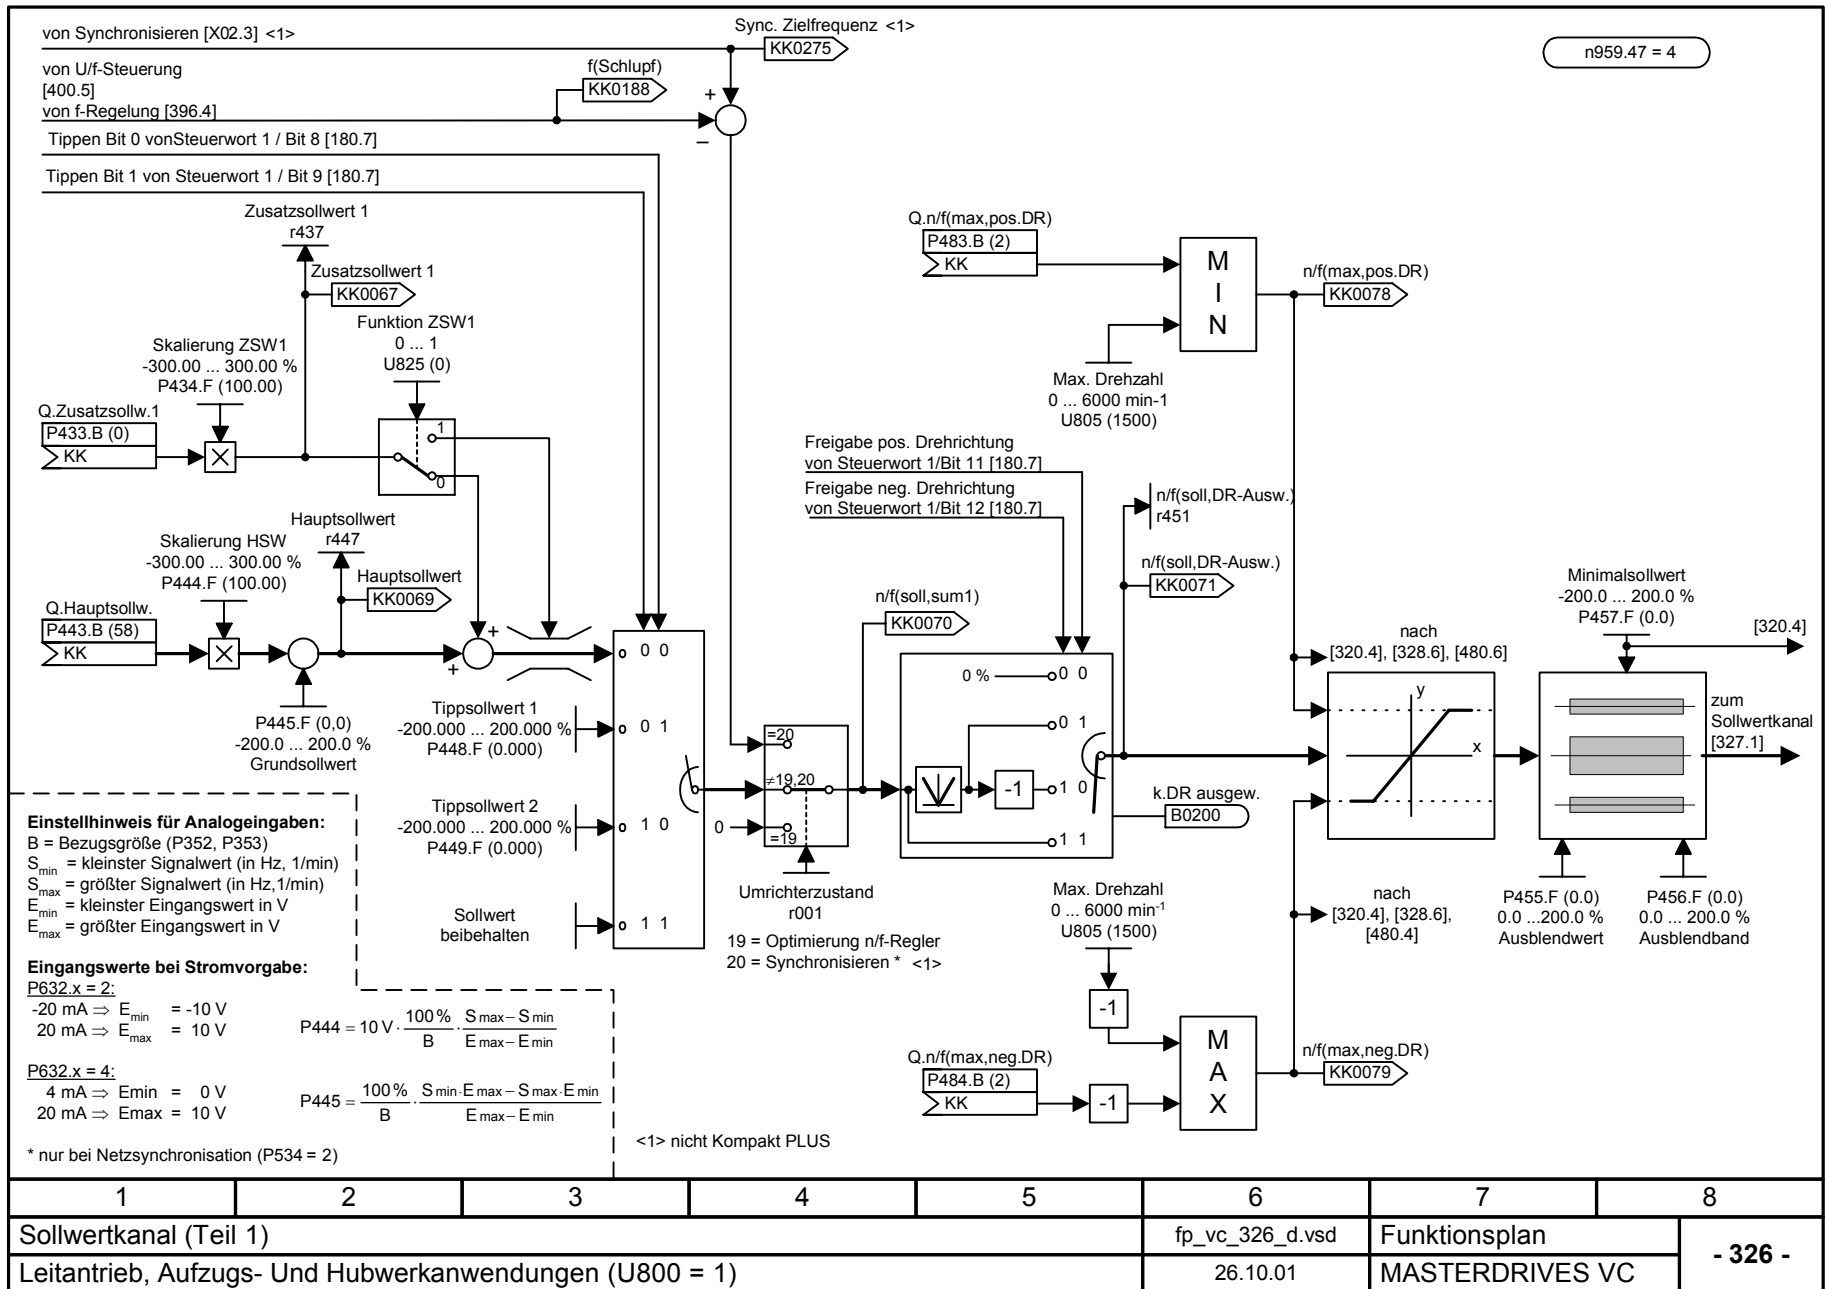 von Synchronisieren [X02.3] <1>
Sync. Zielfrequenz <1>
KK0275
n959.47 = 4
von U/f-Steuerung
[400.5]
f(Schlupf)
KK0188
von f-Regelung [396.4]
+
−
Tippen Bit 0 vonSteuerwort 1 / Bit 8 [180.7]
Tippen Bit 1 von Steuerwort 1 / Bit 9 [180.7]
Zusatzsollwert 1
r437
Zusatzsollwert 1
KK0067
Funktion ZSW1
0 ... 1
U825 (0)
Skalierung ZSW1
-300.00 ... 300.00 %
P434.F (100.00)
Q.Zusatzsollw.1
P433.B (0)
KK
1
0
Hauptsollwert
r447
Skalierung HSW
-300.00 ... 300.00 %
P444.F (100.00)
Hauptsollwert
KK0069
Q.Hauptsollw.
P443.B (58)
KK
+
+
P445.F (0,0)
-200.0 ... 200.0 %
Grundsollwert
0 0
Tippsollwert 1
-200.000 ... 200.000 %
P448.F (0.000)
0 1
Tippsollwert 2
-200.000 ... 200.000 %
P449.F (0.000)
1 0
Sollwert
beibehalten
1 1
=20
≠19,20
0
=19
Umrichterzustand
r001
19 = Optimierung n/f-Regler
20 = Synchronisieren * <1>
n/f(soll,sum1)
KK0070
Q.n/f(max,pos.DR)
P483.B (2)
KK
M
I
N
n/f(max,pos.DR)
KK0078
Max. Drehzahl
0 ... 6000 min-1
U805 (1500)
Freigabe pos. Drehrichtung
von Steuerwort 1/Bit 11 [180.7]
Freigabe neg. Drehrichtung
von Steuerwort 1/Bit 12 [180.7]
n/f(soll,DR-Ausw.)
r451
n/f(soll,DR-Ausw.)
KK0071
0 %
0 0
0 1
-1
1 0
1 1
k.DR ausgew.
B0200
Minimalsollwert
-200.0 ... 200.0 %
P457.F (0.0)
[320.4]
nach
[320.4], [328.6], [480.6]
y
x
zum
Sollwertkanal
[327.1]
nach
[320.4], [328.6],
[480.4]
P455.F (0.0)
0.0 ...200.0 %
Ausblendwert
P456.F (0.0)
0.0 ... 200.0 %
Ausblendband
Max. Drehzahl
0 ... 6000 min-1
U805 (1500)
-1
Q.n/f(max,neg.DR)
P484.B (2)
KK
-1
M
A
X
n/f(max,neg.DR)
KK0079
Einstellhinweis für Analogeingaben:
B = Bezugsgröße (P352, P353)
Smin = kleinster Signalwert (in Hz, 1/min)
Smax = größter Signalwert (in Hz,1/min)
Emin = kleinster Eingangswert in V
Emax = größter Eingangswert in V
Eingangswerte bei Stromvorgabe:
P632.x = 2:
-20 mA ⇒ Emin = -10 V
20 mA ⇒ Emax = 10 V
P444 = 10 V · 100 % / B · S max − S min / E max − E min
P632.x = 4:
4 mA ⇒ Emin = 0 V
20 mA ⇒ Emax = 10 V
P445 = 100 % / B · S min · E max − S max · E min / E max − E min
* nur bei Netzsynchronisation (P534 = 2)
<1> nicht Kompakt PLUS
1 2 3 4 5 6 7 8
Sollwertkanal (Teil 1)
fp_vc_326_d.vsd
Funktionsplan
- 326 -
Leitantrieb, Aufzugs- Und Hubwerkanwendungen (U800 = 1)
26.10.01
MASTERDRIVES VC